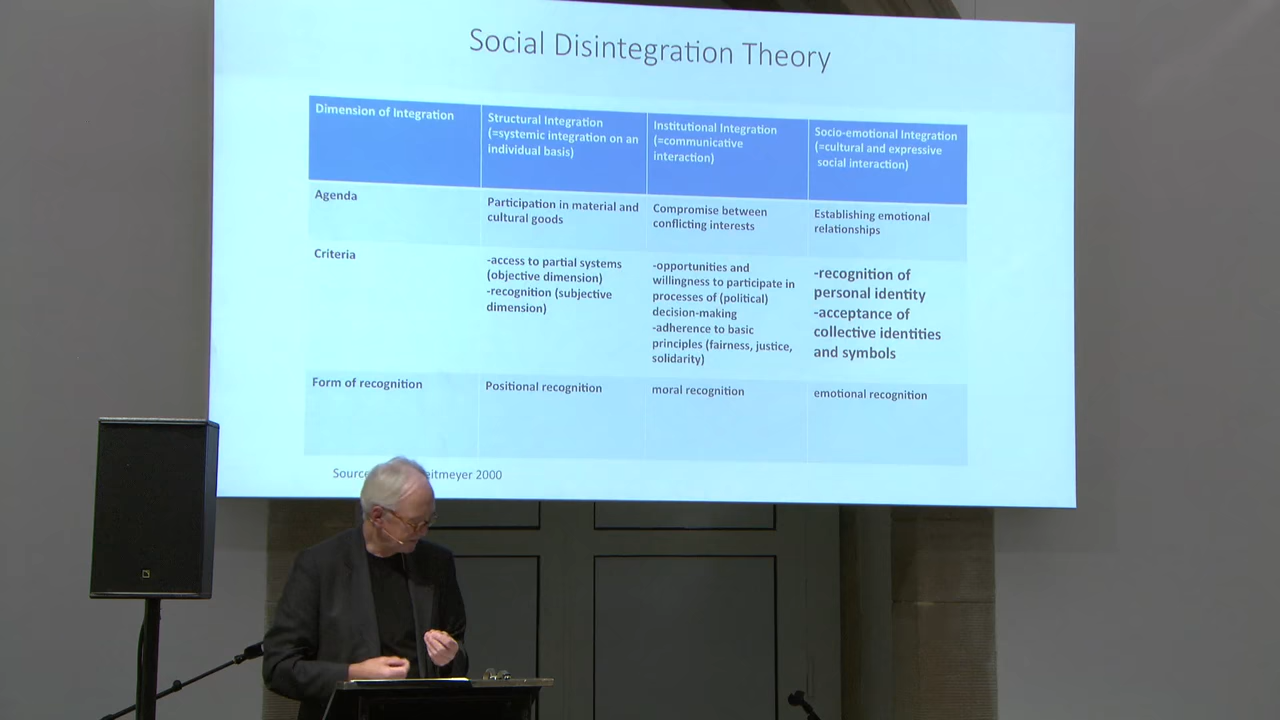 Social Disintegration Theory
Dimension of Integration
Structural Integration
(=systemic integration on an
individual basis)
Institutional Integration
(=communicative
interaction)
Socio-emotional Integration
(=cultural and expressive
social interaction)
Agenda
Participation in material and
cultural goods
Compromise between
conflicting interests
Establishing emotional
relationships
Criteria
-access to partial systems
(objective dimension)
-recognition (subjective
dimension)
-opportunities and
willingness to participate in
processes of (political)
decision-making
-adherence to basic
principles (fairness, justice,
solidarity)
-recognition of
personal identity
-acceptance of
collective identities
and symbols
Form of recognition
Positional recognition
moral recognition
emotional recognition
2000